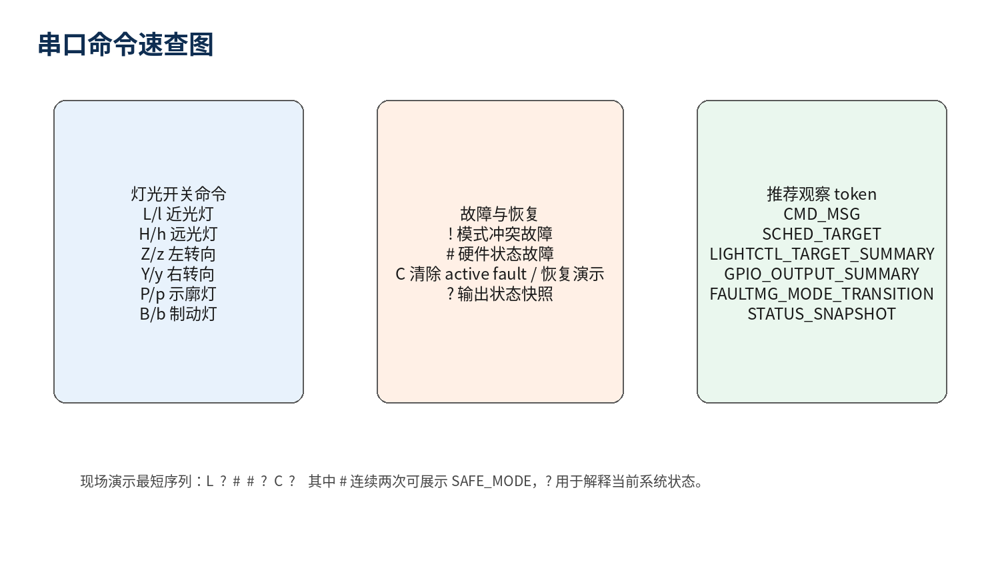 串口命令速查图
灯光开关命令
L/l 近光灯
H/h 远光灯
Z/z 左转向
Y/y 右转向
P/p 示廓灯
B/b 制动灯
故障与恢复
! 模式冲突故障
# 硬件状态故障
C 清除 active fault / 恢复演示
? 输出状态快照
推荐观察 token
CMD_MSG
SCHED_TARGET
LIGHTCTL_TARGET_SUMMARY
GPIO_OUTPUT_SUMMARY
FAULTMG_MODE_TRANSITION
STATUS_SNAPSHOT
现场演示最短序列：L ? # # ? C ? 其中 # 连续两次可展示 SAFE_MODE，? 用于解释当前系统状态。